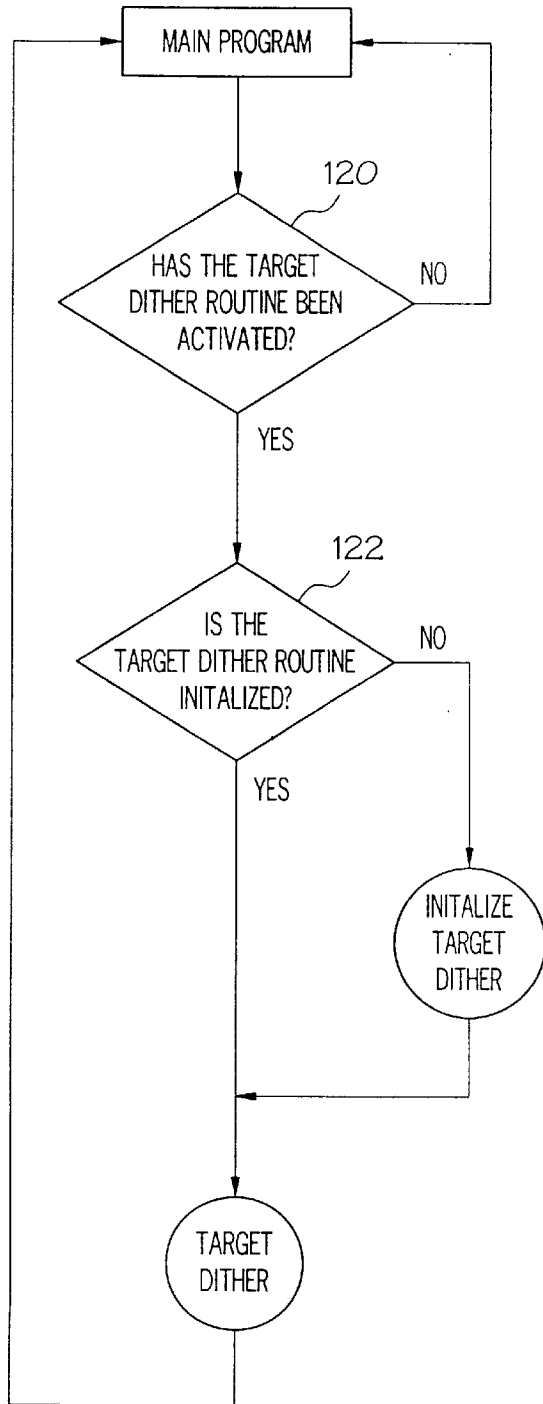 MAIN PROGRAM
120
HAS THE TARGET
DITHER ROUTINE BEEN
ACTIVATED?
NO
YES
122
IS THE
TARGET DITHER ROUTINE
INITALIZED?
NO
YES
INITALIZE
TARGET
DITHER
TARGET
DITHER